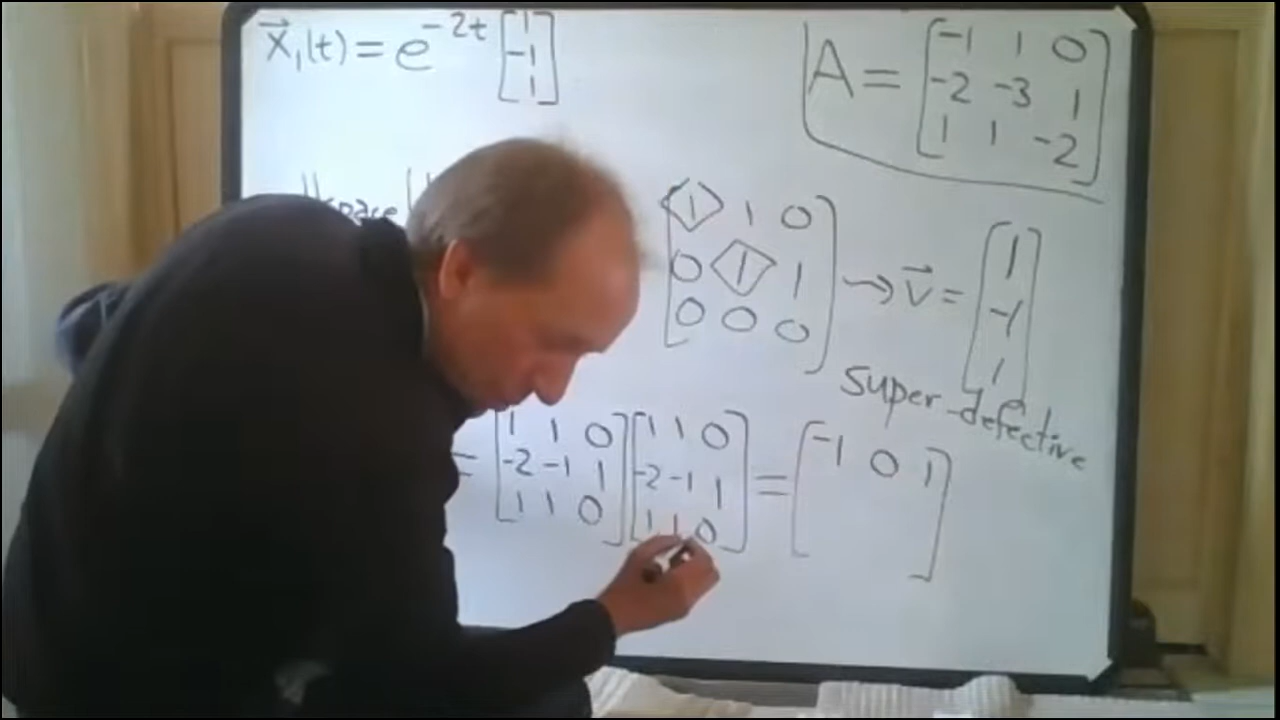 x⃗₁(t) = e⁻²ᵗ [1 -1 1]
A = [-1 1 0
-2 -3 1
1 1 -2]
space
[1 1 0
0 1 1
0 0 0] → v⃗ = [1 -1 1]
super-defective
= [1 1 0
-2 -1 1
1 1 0] [1 1 0
-2 -1 1
1 1 0] = [-1 0 1]